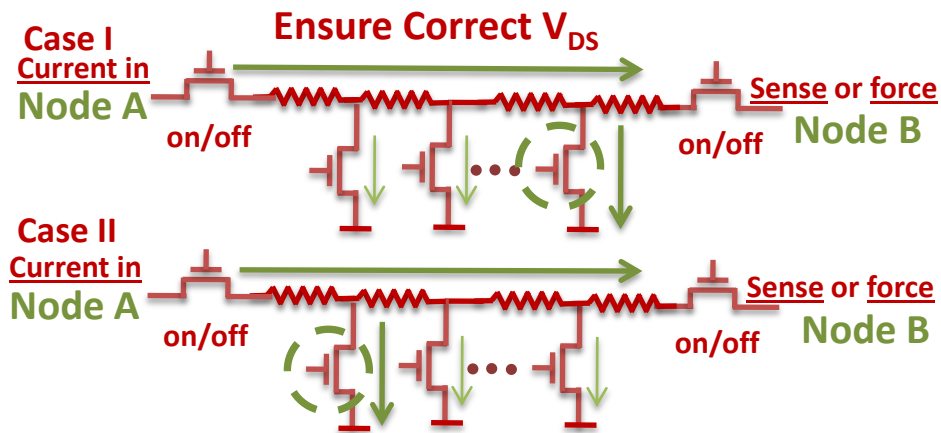 Ensure Correct V_DS
Case I
Current in
Node A
on/off
Sense or force
Node B
on/off
Case II
Current in
Node A
on/off
Sense or force
Node B
on/off